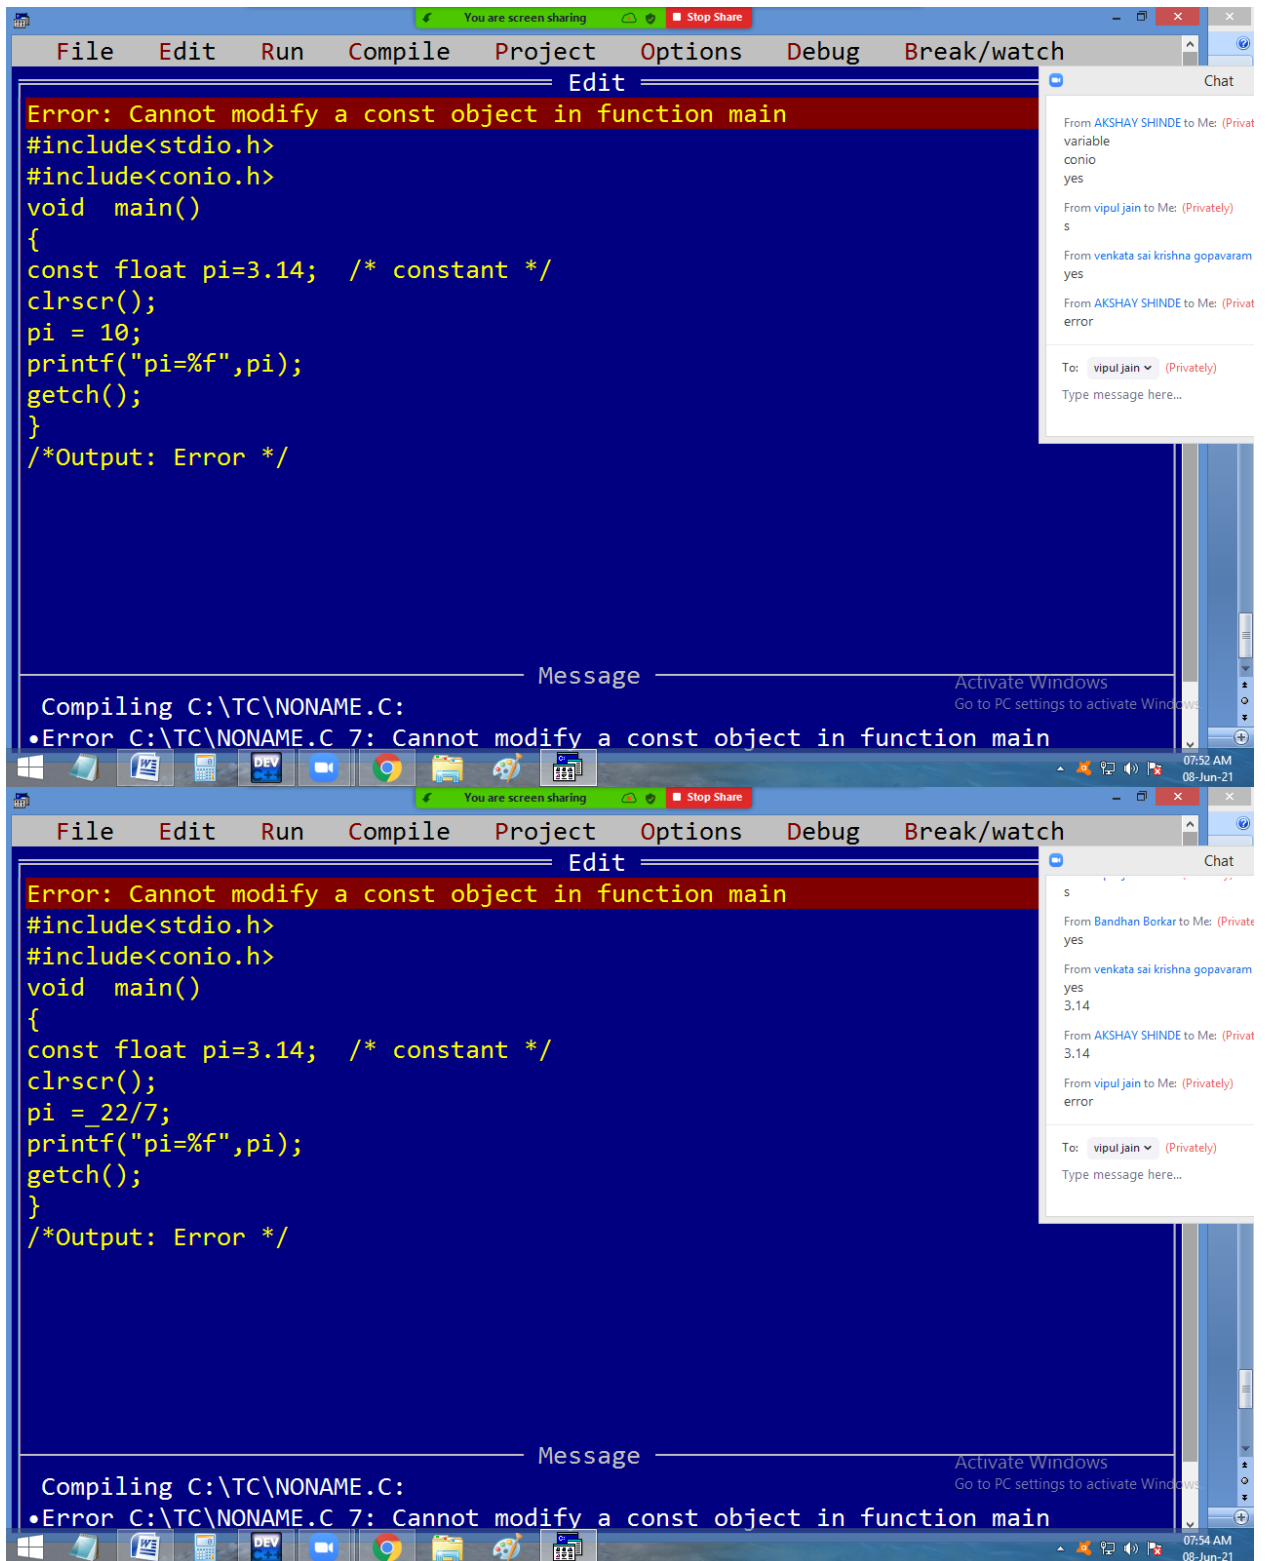 You are screen sharing
Stop Share
File Edit Run Compile Project Options Debug Break/watch
Edit
Error: Cannot modify a const object in function main
#include<stdio.h>
#include<conio.h>
void  main()
{
const float pi=3.14;  /* constant */
clrscr();
pi = 10;
printf("pi=%f",pi);
getch();
}
/*Output: Error */
Chat
From AKSHAY SHINDE to Me: (Privat
variable
conio
yes
From vipul jain to Me: (Privately)
s
From venkata sai krishna gopavaram
yes
From AKSHAY SHINDE to Me: (Privat
error
To: vipul jain (Privately)
Type message here...
Message
Activate Windows
Go to PC settings to activate Windows
Compiling C:\TC\NONAME.C:
•Error C:\TC\NONAME.C 7: Cannot modify a const object in function main
DEV
C++
07:52 AM
08-Jun-21
You are screen sharing
Stop Share
File Edit Run Compile Project Options Debug Break/watch
Edit
Error: Cannot modify a const object in function main
#include<stdio.h>
#include<conio.h>
void  main()
{
const float pi=3.14;  /* constant */
clrscr();
pi =_22/7;
printf("pi=%f",pi);
getch();
}
/*Output: Error */
Chat
s
From Bandhan Borkar to Me: (Private
yes
From venkata sai krishna gopavaram
yes
3.14
From AKSHAY SHINDE to Me: (Privat
3.14
From vipul jain to Me: (Privately)
error
To: vipul jain (Privately)
Type message here...
Message
Activate Windows
Go to PC settings to activate Windows
Compiling C:\TC\NONAME.C:
•Error C:\TC\NONAME.C 7: Cannot modify a const object in function main
DEV
C++
07:54 AM
08-Jun-21